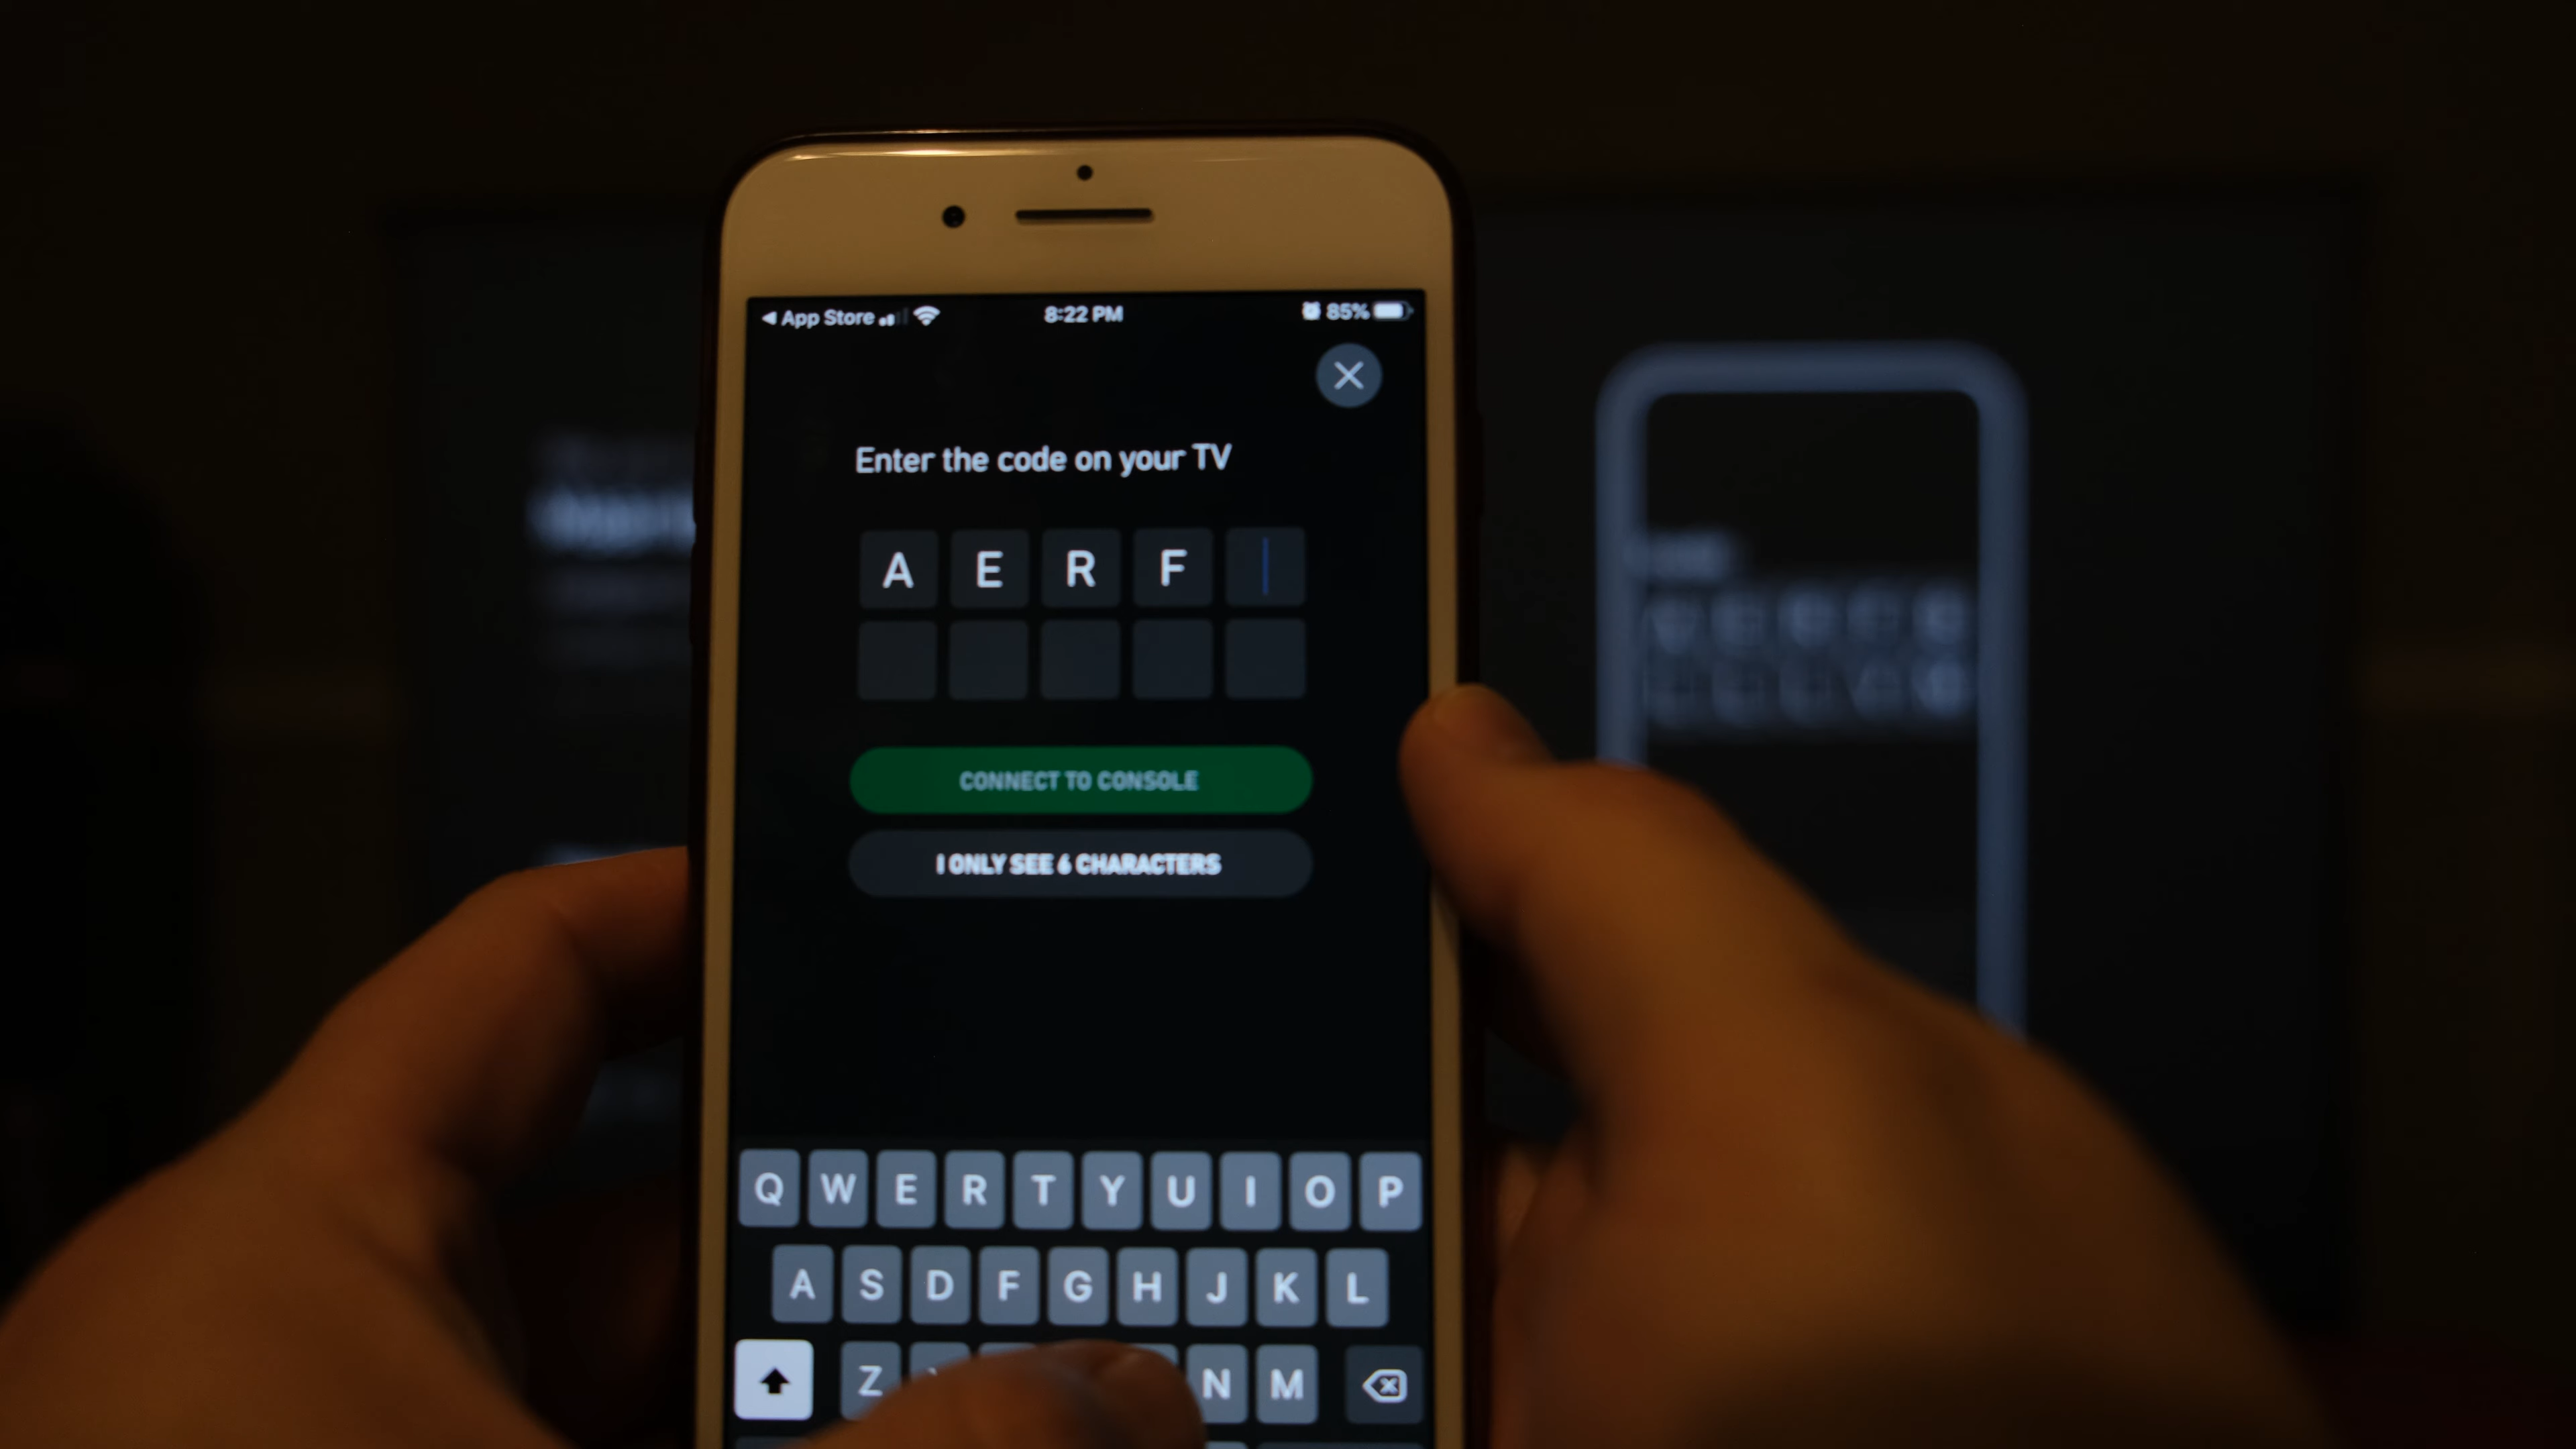 ◀ App Store 8:22 PM 85%
Enter the code on your TV
A E R F
CONNECT TO CONSOLE
I ONLY SEE 6 CHARACTERS
Q W E R T Y U I O P
A S D F G H J K L
Z N M